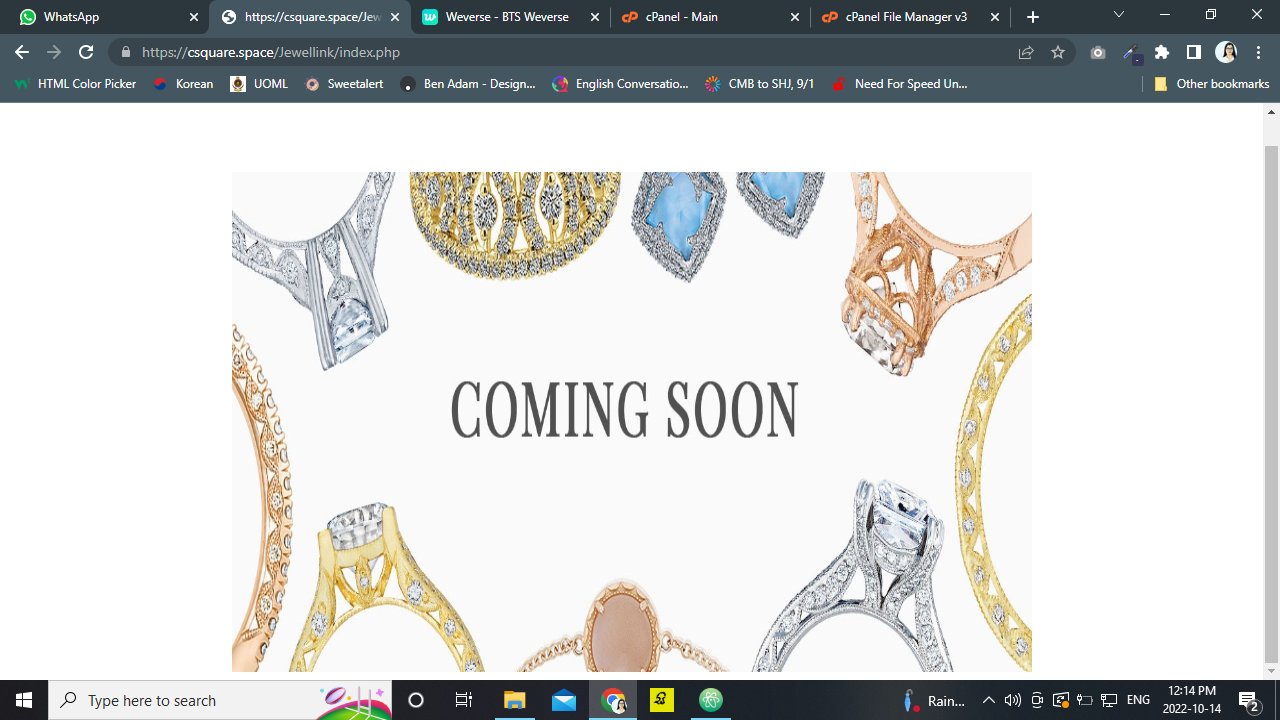 WhatsApp
https://csquare.space/Jew
Weverse - BTS Weverse
cPanel - Main
cPanel File Manager v3
https://csquare.space/Jewellink/index.php
HTML Color Picker
Korean
UOML
Sweetalert
Ben Adam - Design...
English Conversatio...
CMB to SHJ, 9/1
Need For Speed Un...
Other bookmarks
COMING SOON
Type here to search
Rain...
ENG
12:14 PM
2022-10-14
2